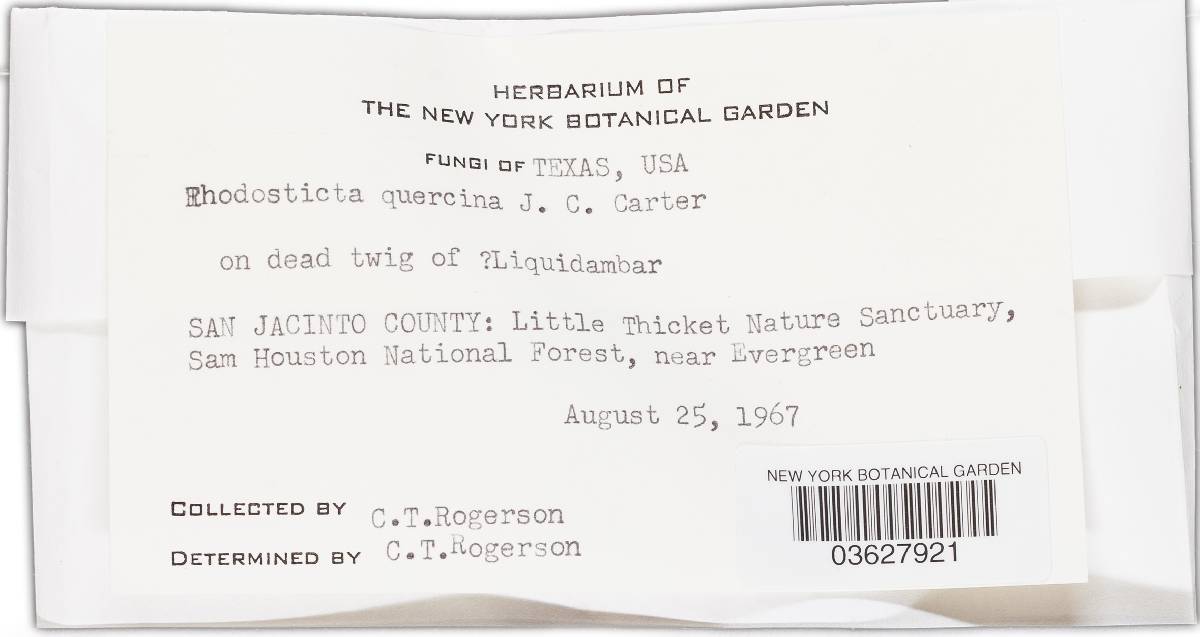 HERBARIUM OF
THE NEW YORK BOTANICAL GARDEN
FUNGI OF TEXAS, USA
Rhodosticta quercina J. C. Carter
on dead twig of ?Liquidambar
SAN JACINTO COUNTY: Little Thicket Nature Sanctuary,
Sam Houston National Forest, near Evergreen
August 25, 1967
COLLECTED BY C.T.Rogerson
DETERMINED BY C.T.Rogerson
NEW YORK BOTANICAL GARDEN
03627921